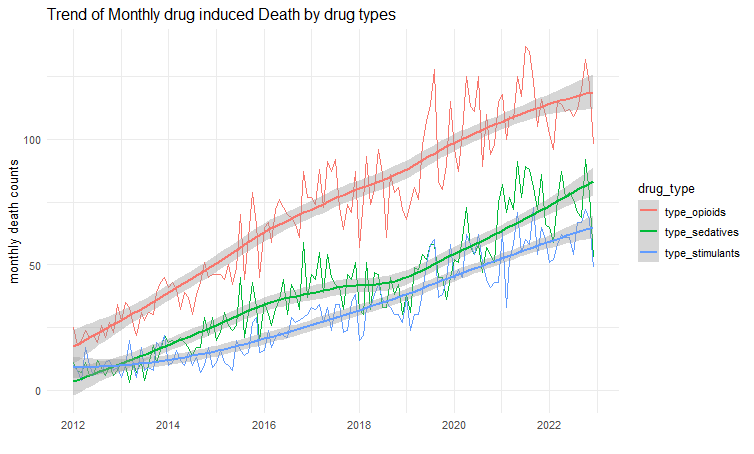 Trend of Monthly drug induced Death by drug types
monthly death counts
100
50
0
2012 2014 2016 2018 2020 2022
drug_type
type_opioids
type_sedatives
type_stimulants